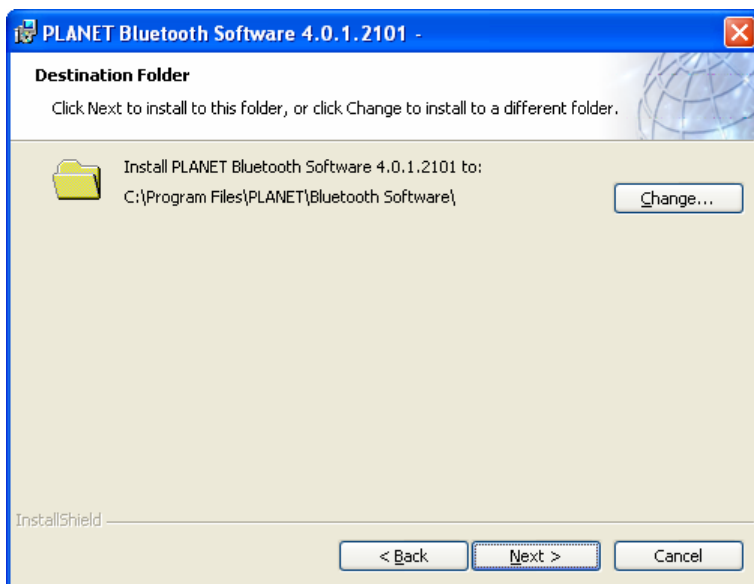 PLANET Bluetooth Software 4.0.1.2101 -
Destination Folder
Click Next to install to this folder, or click Change to install to a different folder.
Install PLANET Bluetooth Software 4.0.1.2101 to:
C:\Program Files\PLANET\Bluetooth Software\
Change...
InstallShield
< Back
Next >
Cancel